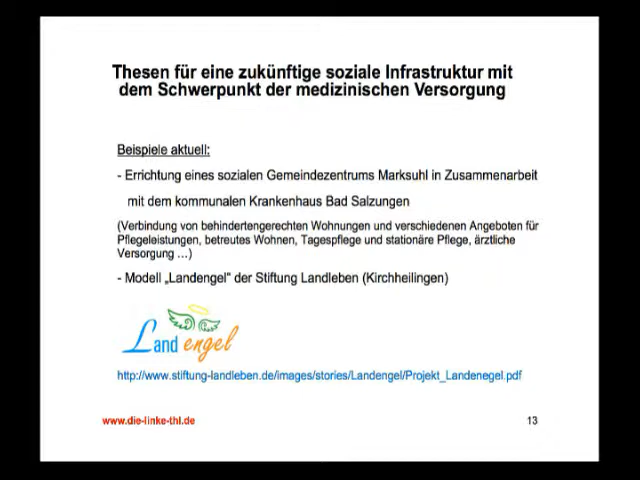 Thesen für eine zukünftige soziale Infrastruktur mit
dem Schwerpunkt der medizinischen Versorgung
Beispiele aktuell:
- Errichtung eines sozialen Gemeindezentrums Marksuhl in Zusammenarbeit
mit dem kommunalen Krankenhaus Bad Salzungen
(Verbindung von behindertengerechten Wohnungen und verschiedenen Angeboten für
Pflegeleistungen, betreutes Wohnen, Tagespflege und stationäre Pflege, ärztliche
Versorgung ...)
- Modell „Landengel" der Stiftung Landleben (Kirchheilingen)
Land engel
http://www.stiftung-landleben.de/images/stories/Landengel/Projekt_Landenegel.pdf
www.die-linke-thl.de
13